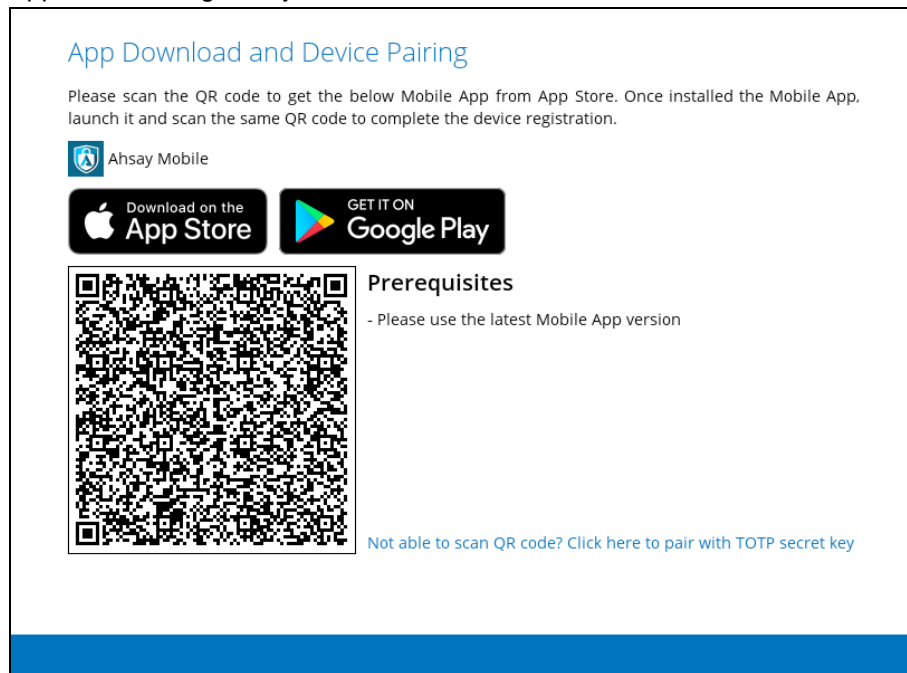 App Download and Device Pairing
Please scan the QR code to get the below Mobile App from App Store. Once installed the Mobile App,
launch it and scan the same QR code to complete the device registration.
Ahsay Mobile
Download on the
App Store
GET IT ON
Google Play
Prerequisites
- Please use the latest Mobile App version
Not able to scan QR code? Click here to pair with TOTP secret key